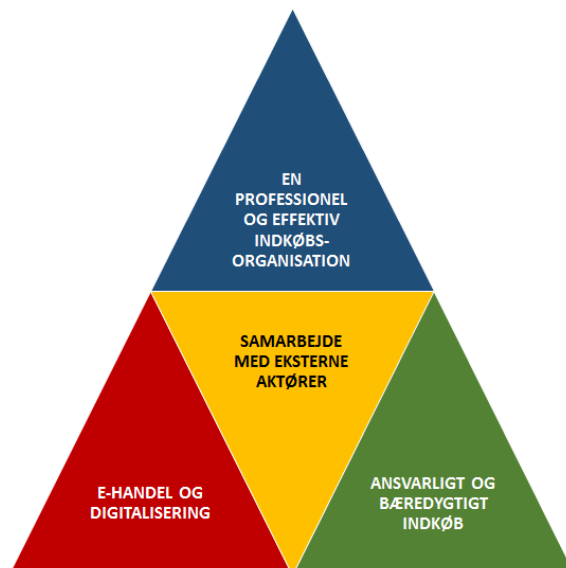 EN
PROFESSIONEL
OG EFFEKTIV
INDKØBS-
ORGANISATION
SAMARBEJDE
MED EKSTERNE
AKTØRER
E-HANDEL OG
DIGITALISERING
ANSVARLIGT OG
BÆREDYGTIGT
INDKØB